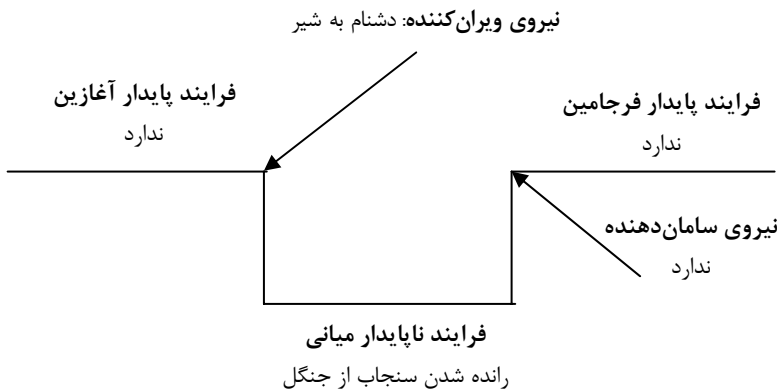 نیروی ویران‌کننده: دشنام به شیر
فرایند پایدار آغازین
ندارد
فرایند پایدار فرجامین
ندارد
نیروی سامان‌دهنده
ندارد
فرایند ناپایدار میانی
رانده شدن سنجاب از جنگل